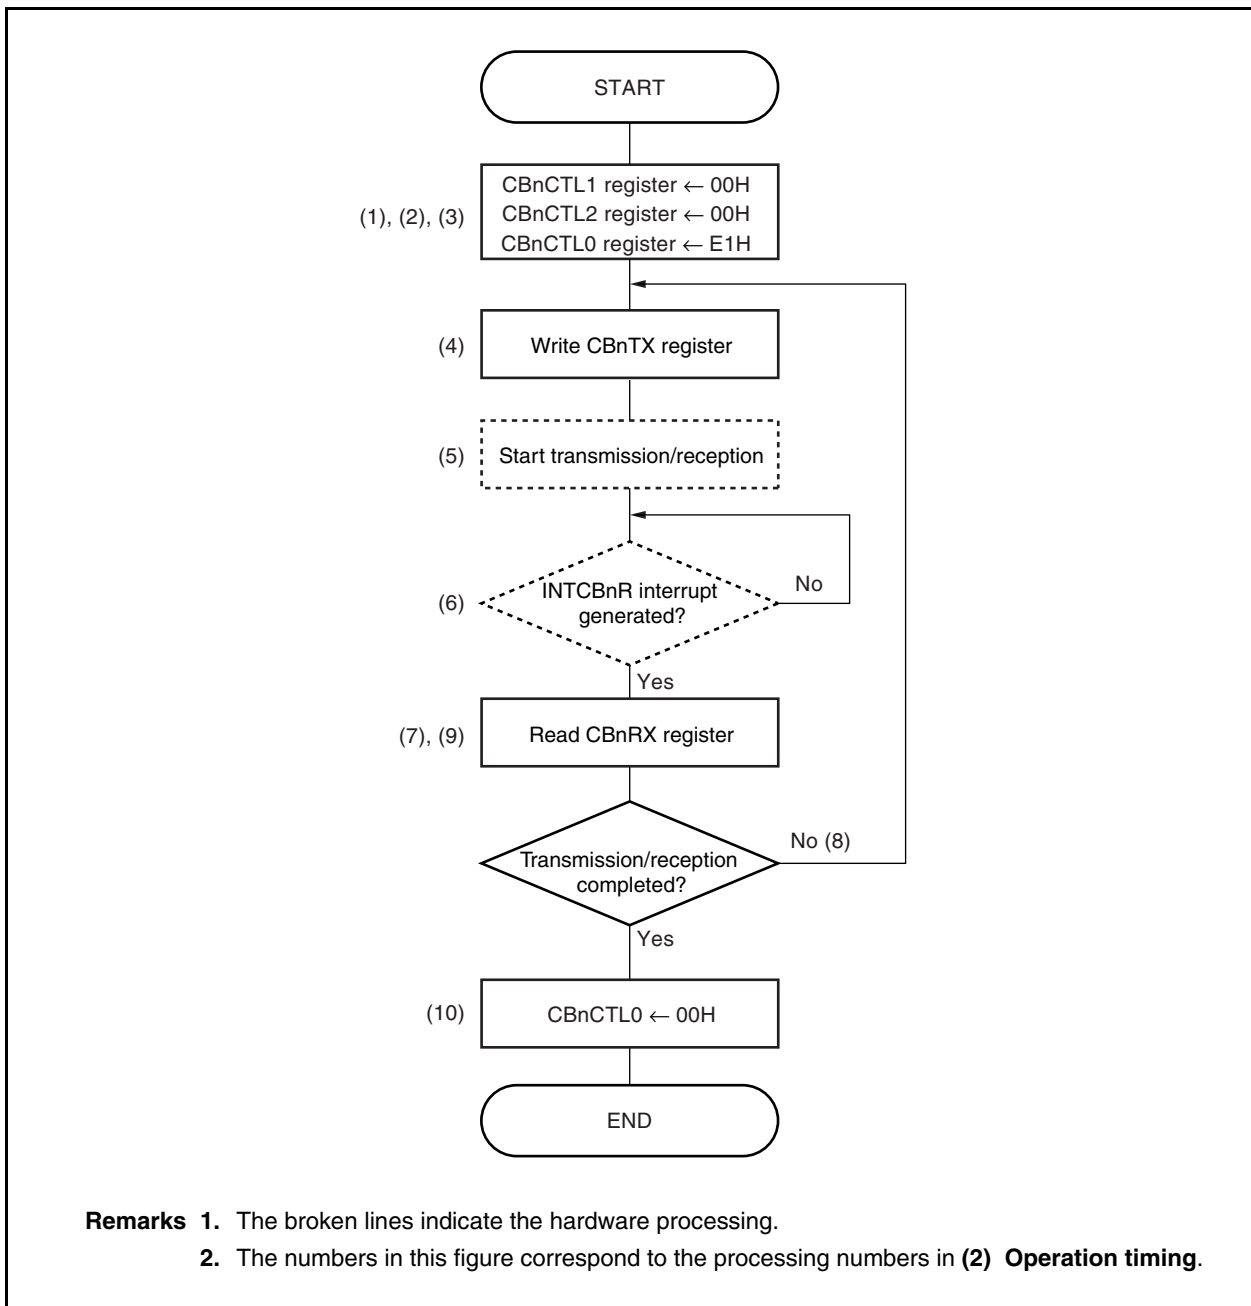 START
CBnCTL1 register ← 00H
(1), (2), (3)
CBnCTL2 register ← 00H
CBnCTL0 register ← E1H
(4)
Write CBnTX register
(5)
Start transmission/reception
INTCBnR interrupt
No
(6)
generated?
Yes
(7), (9)
Read CBnRX register
No (8)
Transmission/reception
completed?
Yes
(10)
CBnCTL0 ← 00H
END
Remarks 1. The broken lines indicate the hardware processing.
2. The numbers in this figure correspond to the processing numbers in (2) Operation timing.